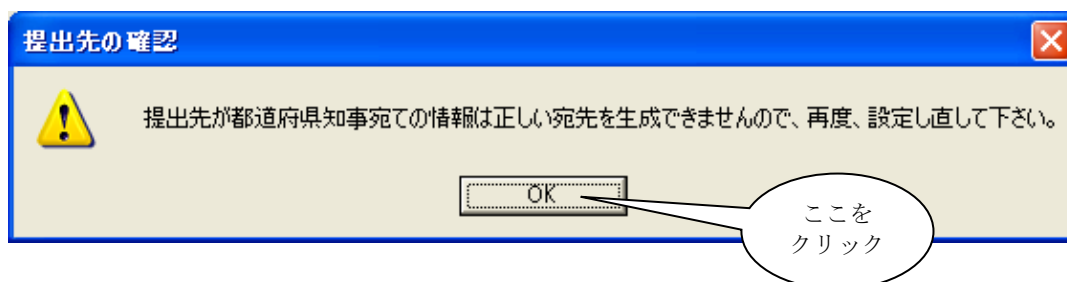 提出先の確認
提出先が都道府県知事宛ての情報は正しい宛先を生成できませんので、再度、設定し直して下さい。
OK
ここを
クリック